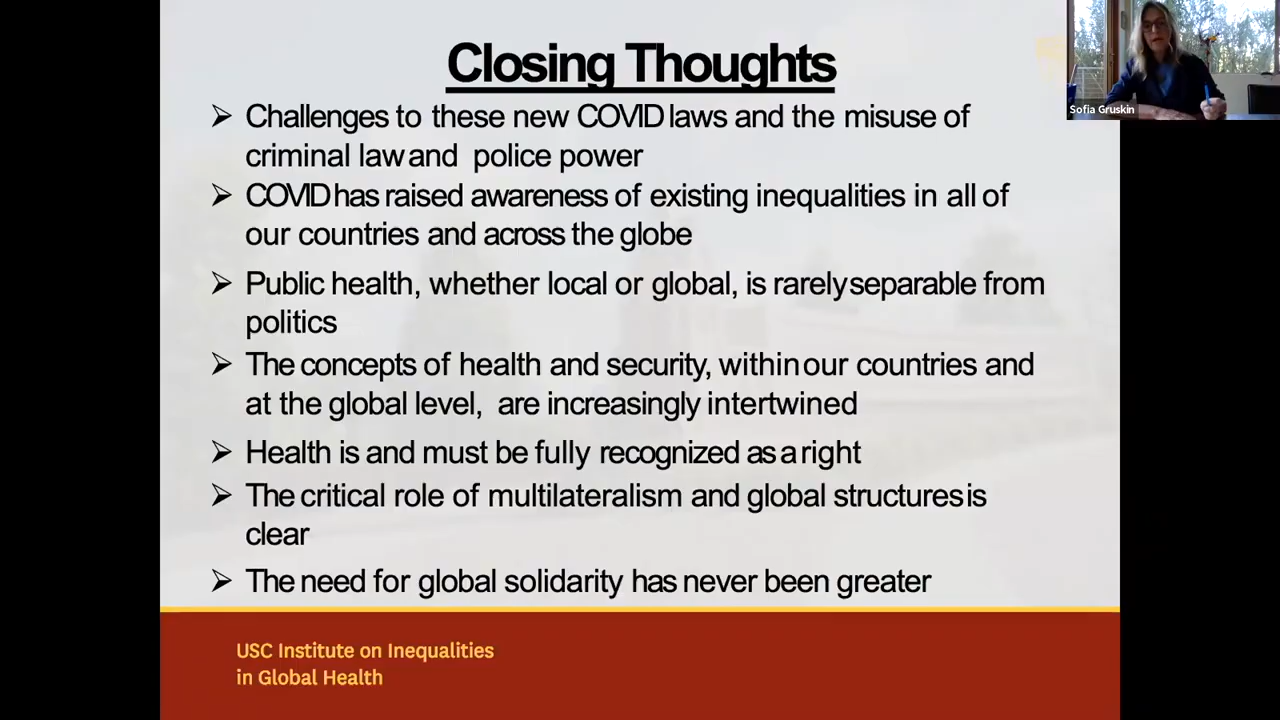 Closing Thoughts
Sofia Gruskin
➢ Challenges to these new COVID laws and the misuse of
criminal law and police power
➢ COVID has raised awareness of existing inequalities in all of
our countries and across the globe
➢ Public health, whether local or global, is rarely separable from
politics
➢ The concepts of health and security, within our countries and
at the global level, are increasingly intertwined
➢ Health is and must be fully recognized as a right
➢ The critical role of multilateralism and global structures is
clear
➢ The need for global solidarity has never been greater
USC Institute on Inequalities
in Global Health